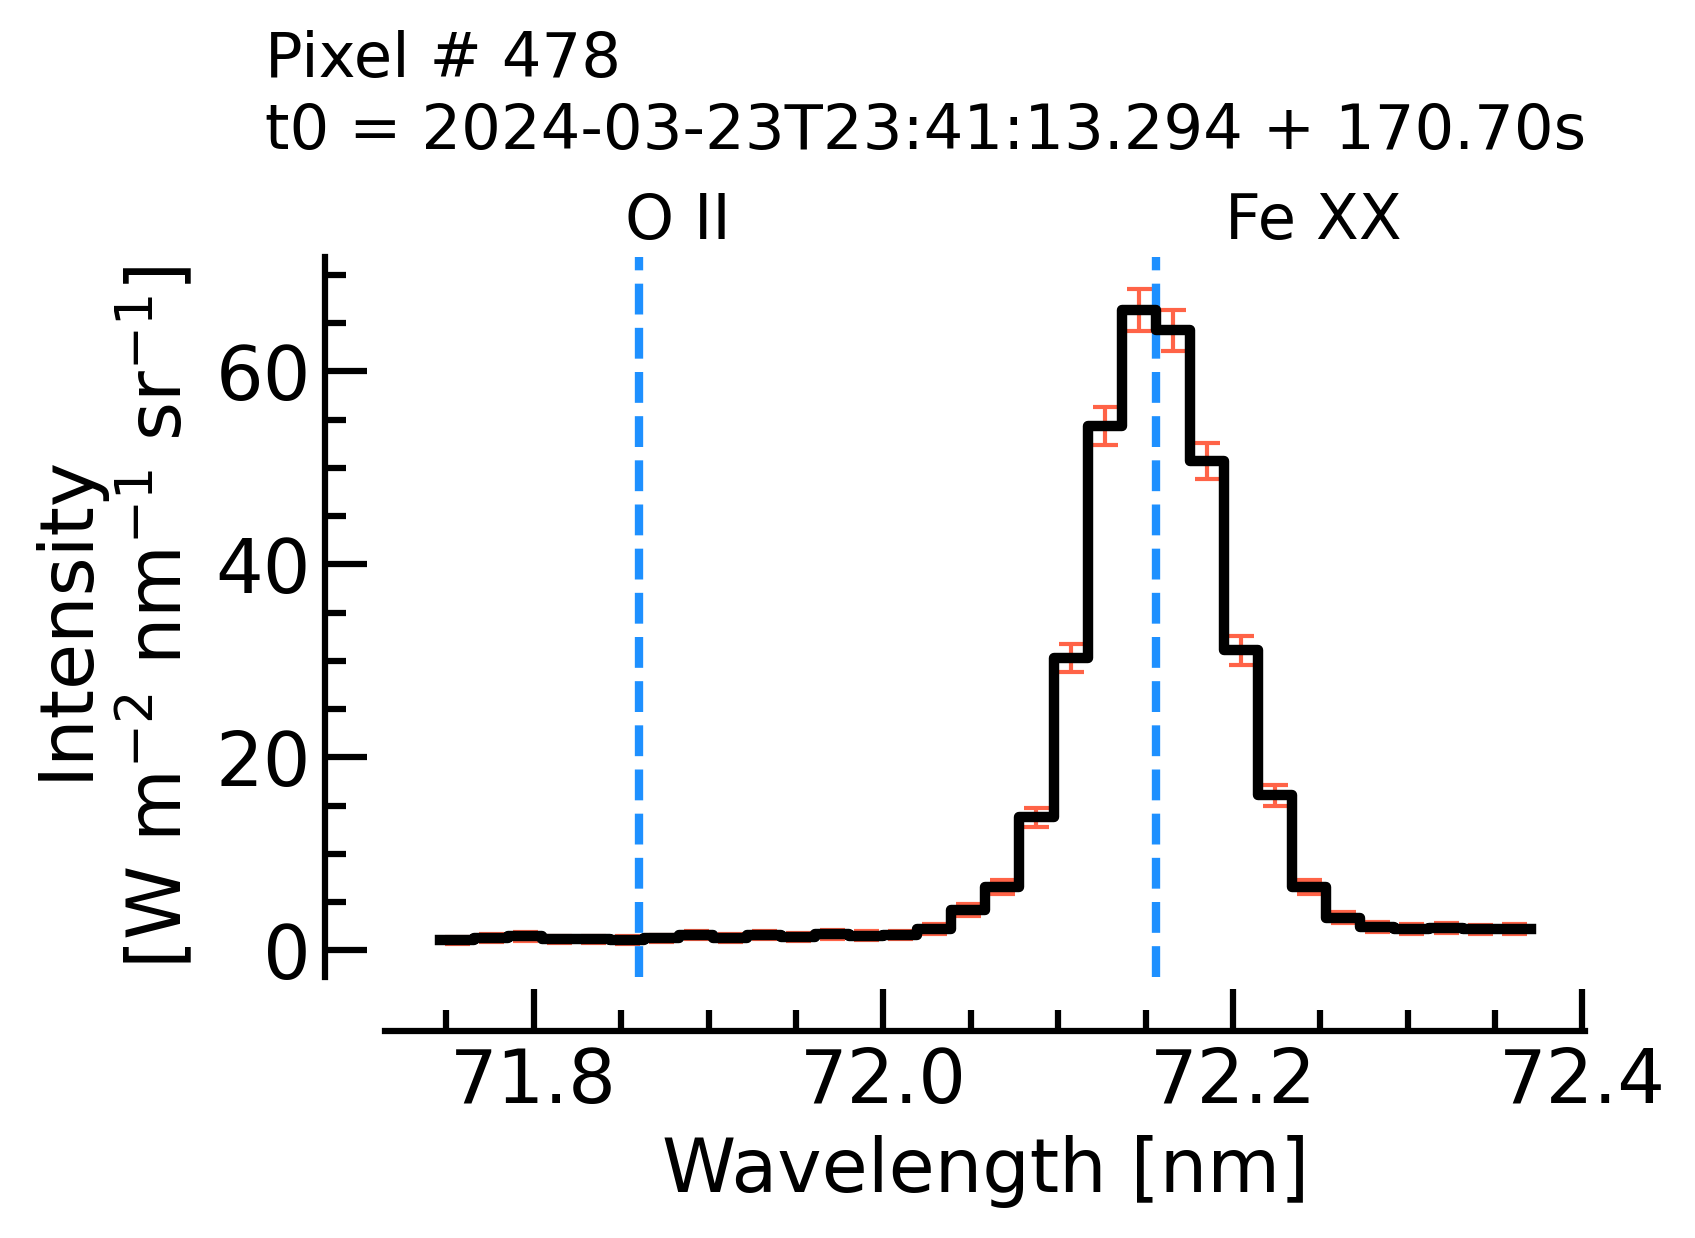 Pixel # 478
t0 = 2024-03-23T23:41:13.294 + 170.70s
O II
Fe XX
Intensity
[W m⁻² nm⁻¹ sr⁻¹]
60
40
20
0
71.8
72.0
72.2
72.4
Wavelength [nm]